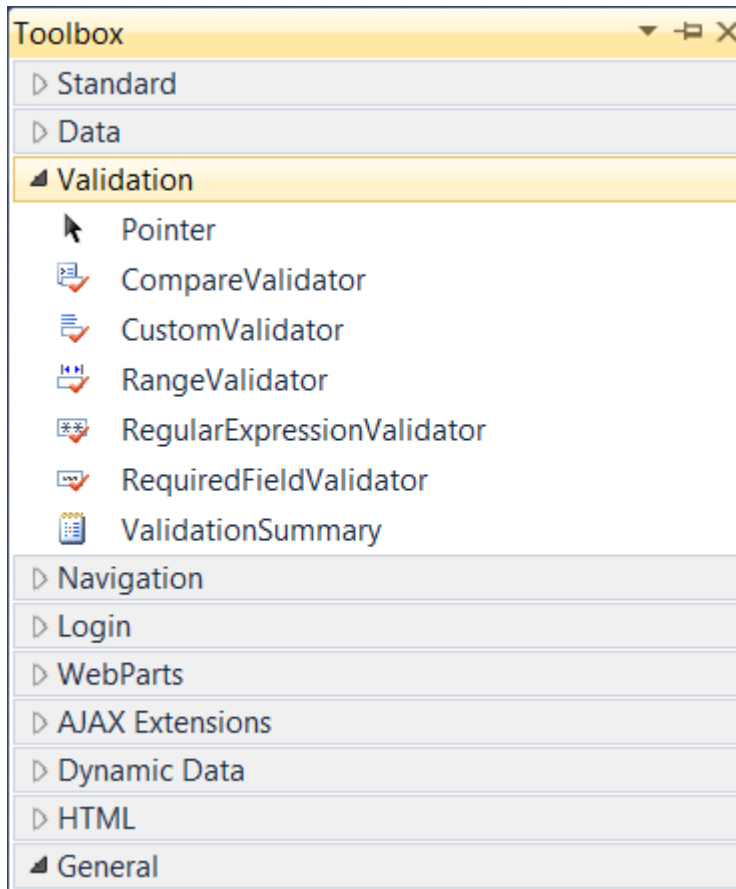 Toolbox
Standard
Data
Validation
Pointer
CompareValidator
CustomValidator
RangeValidator
RegularExpressionValidator
RequiredFieldValidator
ValidationSummary
Navigation
Login
WebParts
AJAX Extensions
Dynamic Data
HTML
General